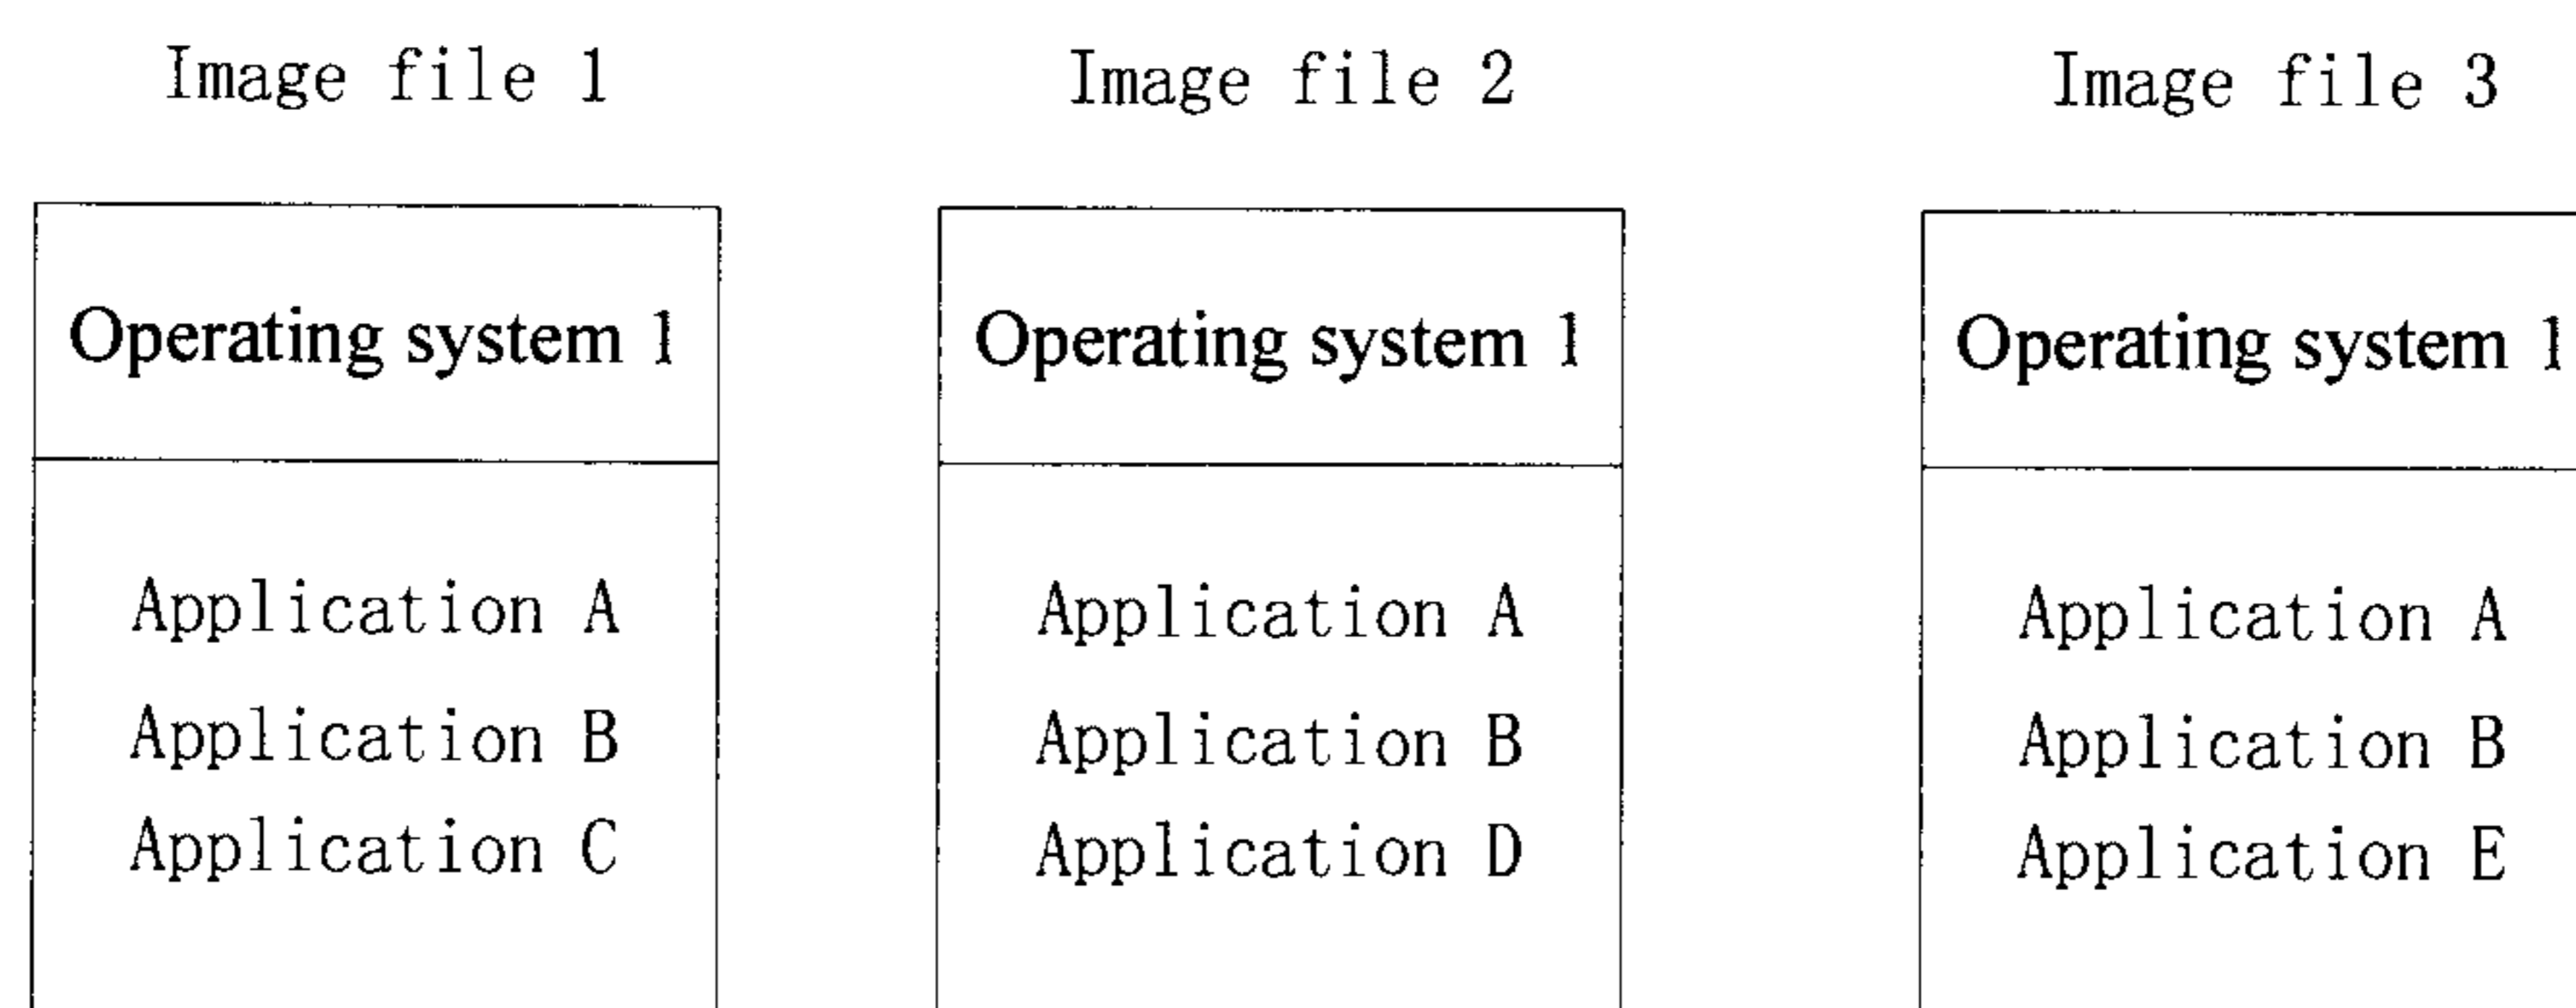 Image file 1
Image file 2
Image file 3
Operating system 1
Operating system 1
Operating system 1
Application A
Application A
Application A
Application B
Application B
Application B
Application C
Application D
Application E